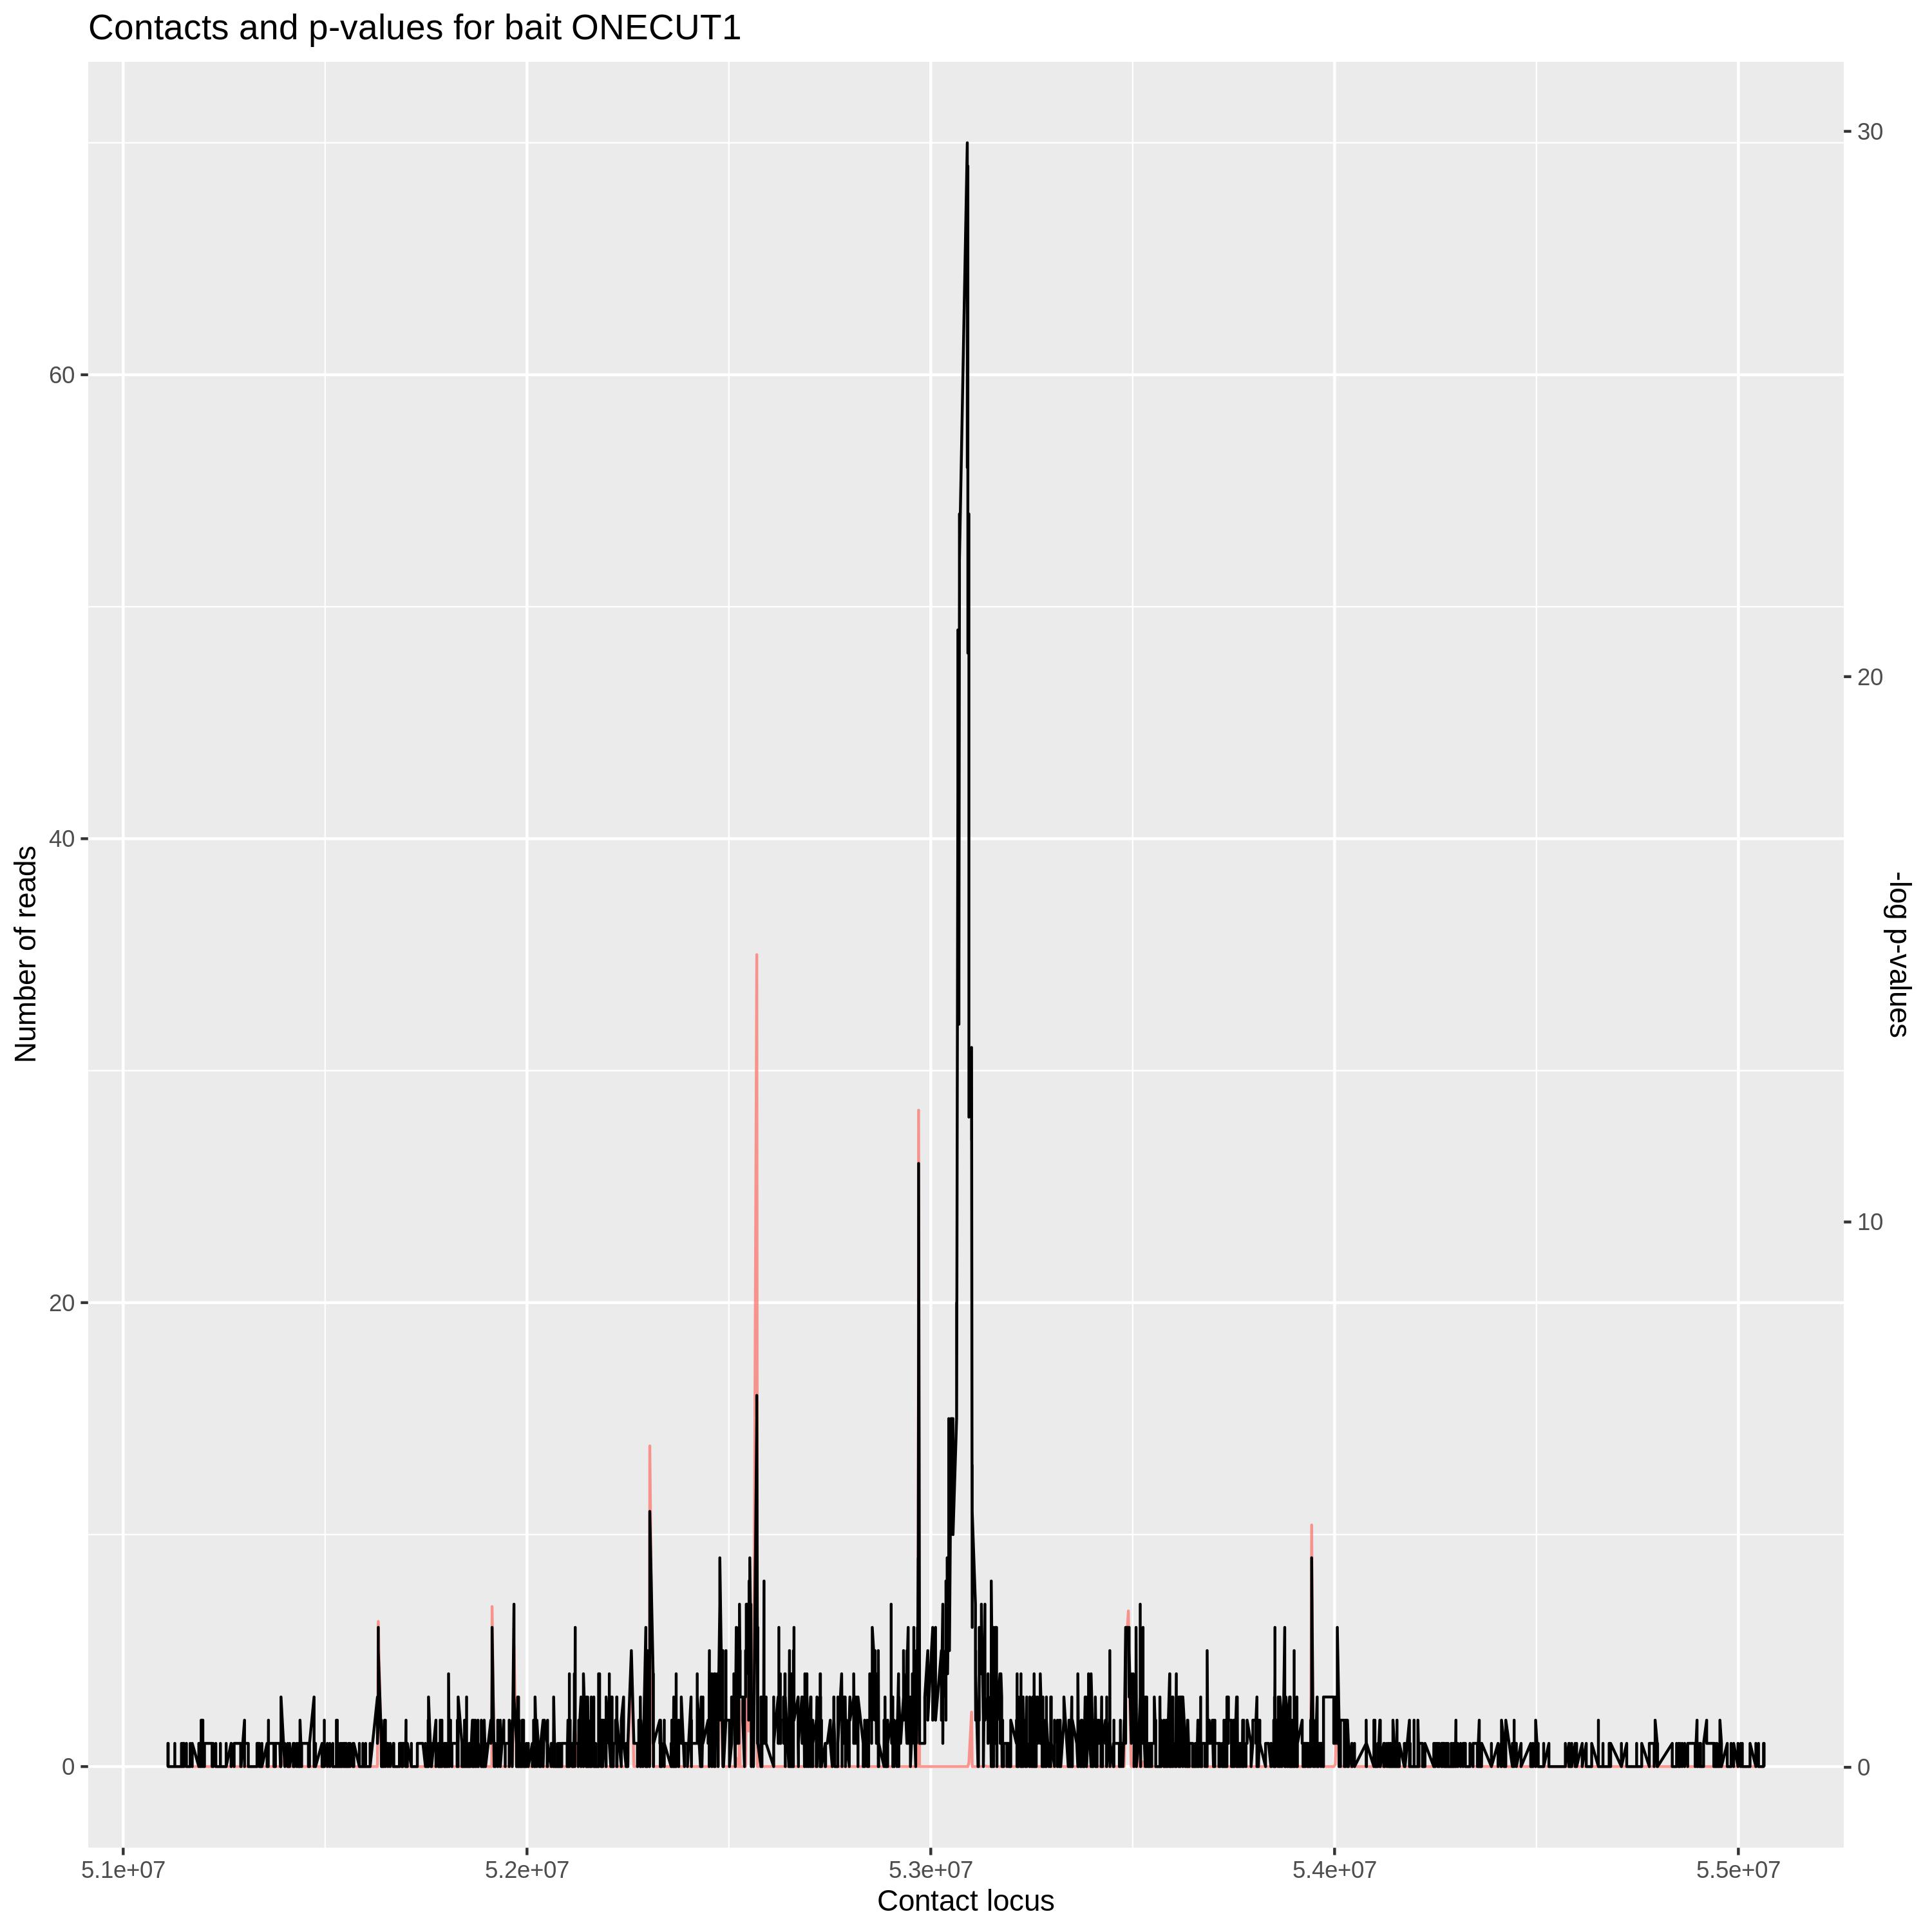 Contacts and p-values for bait ONECUT1
30
60
20
40
Number of reads
-log p-values
10
20
0
0
5.1e+07
5.2e+07
5.3e+07
5.4e+07
5.5e+07
Contact locus